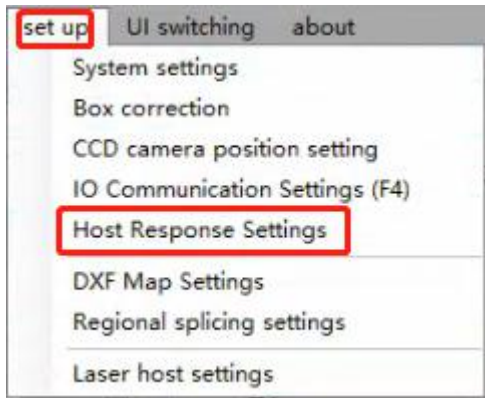 set up UI switching about
System settings
Box correction
CCD camera position setting
IO Communication Settings (F4)
Host Response Settings
DXF Map Settings
Regional splicing settings
Laser host settings